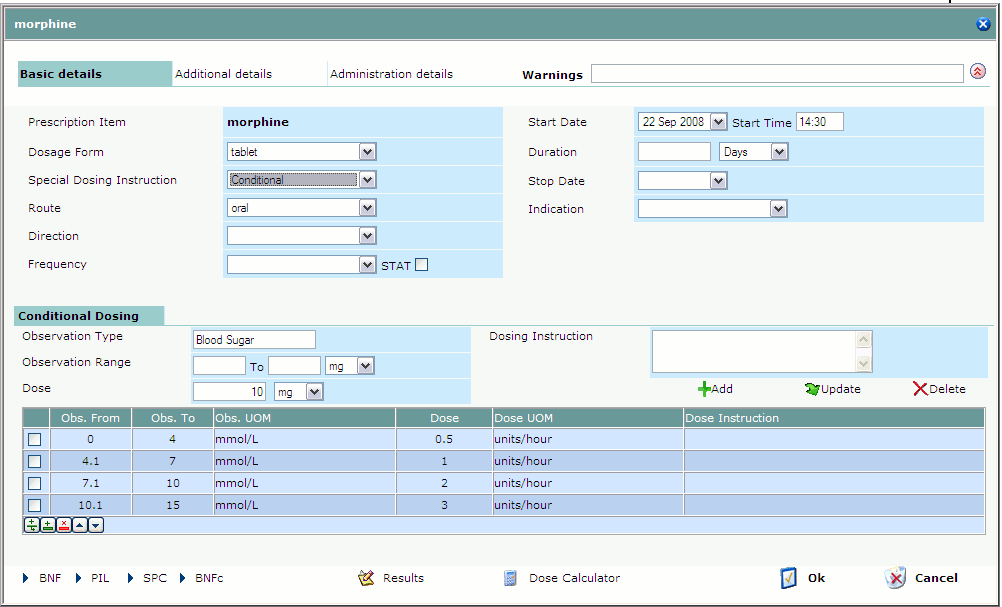 morphine
Basic details Additional details Administration details Warnings
Prescription Item morphine
Dosage Form tablet
Special Dosing Instruction Conditional
Route oral
Direction
Frequency STAT
Start Date 22 Sep 2008 Start Time 14:30
Duration Days
Stop Date
Indication
Conditional Dosing
Observation Type Blood Sugar
Observation Range To mg
Dose 10 mg
Dosing Instruction
Add Update Delete
Obs. From Obs. To Obs. UOM Dose Dose UOM Dose Instruction
0 4 mmol/L 0.5 units/hour
4.1 7 mmol/L 1 units/hour
7.1 10 mmol/L 2 units/hour
10.1 15 mmol/L 3 units/hour
BNF PIL SPC BNFc Results Dose Calculator Ok Cancel